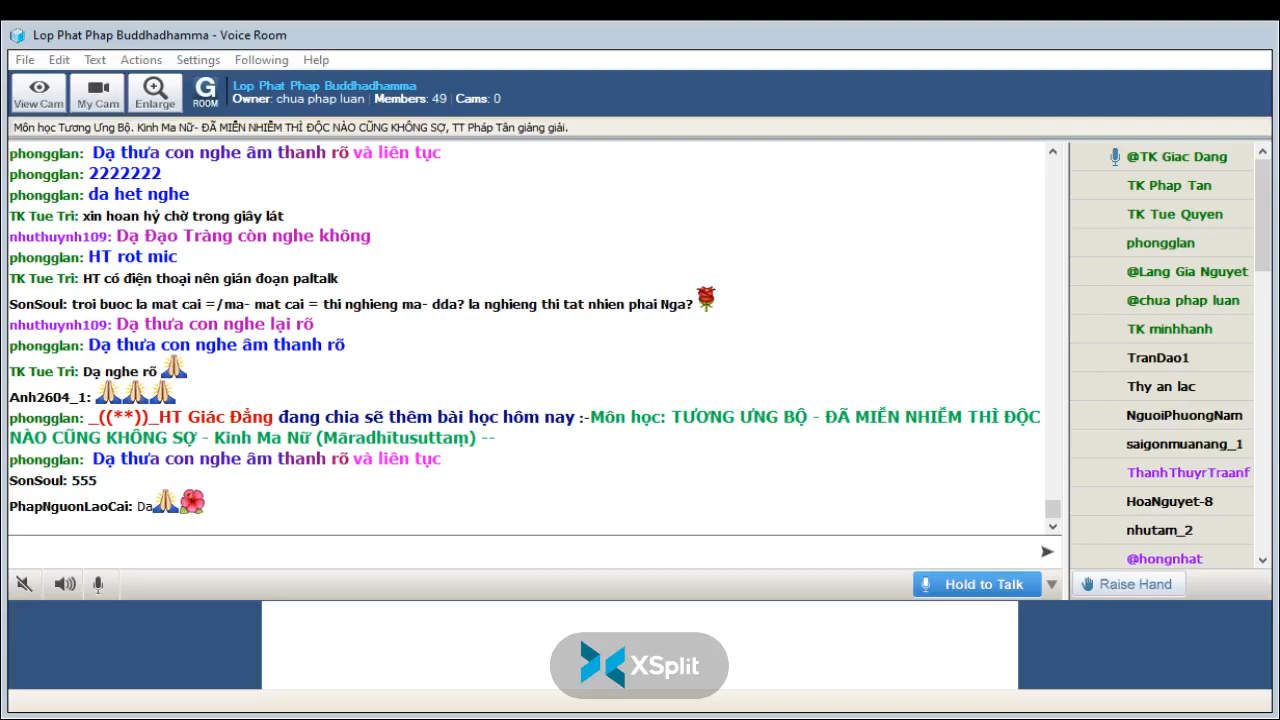 Lop Phat Phap Buddhadhamma - Voice Room
File Edit Text Actions Settings Following Help
View Cam My Cam Enlarge G ROOM
Lop Phat Phap Buddhadhamma
Owner: chua phap luan | Members: 49 | Cams: 0
Môn học Tương Ưng Bộ. Kinh Ma Nữ- ĐÃ MIỄN NHIỄM THÌ ĐỘC NÀO CŨNG KHÔNG SỢ, TT Pháp Tân giảng giải.
phongglan: Dạ thưa con nghe âm thanh rõ và liên tục
phongglan: 2222222
phongglan: da het nghe
TK Tue Tri: xin hoan hỷ chờ trong giây lát
nhuthuynh109: Dạ Đạo Tràng còn nghe không
phongglan: HT rot mic
TK Tue Tri: HT có điện thoại nên gián đoạn paltalk
SonSoul: troi buoc la mat cai =/ma- mat cai = thi nghieng ma- dda? la nghieng thi tat nhien phai Nga?
nhuthuynh109: Dạ thưa con nghe lại rõ
phongglan: Dạ thưa con nghe âm thanh rõ
TK Tue Tri: Dạ nghe rõ
Anh2604_1:
phongglan: _((**))_HT Giác Đẳng đang chia sẽ thêm bài học hôm nay :-Môn học: TƯƠNG ƯNG BỘ - ĐÃ MIỄN NHIỄM THÌ ĐỘC
NÀO CŨNG KHÔNG SỢ - Kinh Ma Nữ (Māradhītusuttaṃ) --
phongglan: Dạ thưa con nghe âm thanh rõ và liên tục
SonSoul: 555
PhapNguonLaoCai: Da
@TK Giac Dang
TK Phap Tan
TK Tue Quyen
phongglan
@Lang Gia Nguyet
@chua phap luan
TK minhhanh
TranDao1
Thy an lac
NguoiPhuongNam
saigonmuanang_1
ThanhThuyrTraanf
HoaNguyet-8
nhutam_2
@hongnhat
Hold to Talk
Raise Hand
XSplit